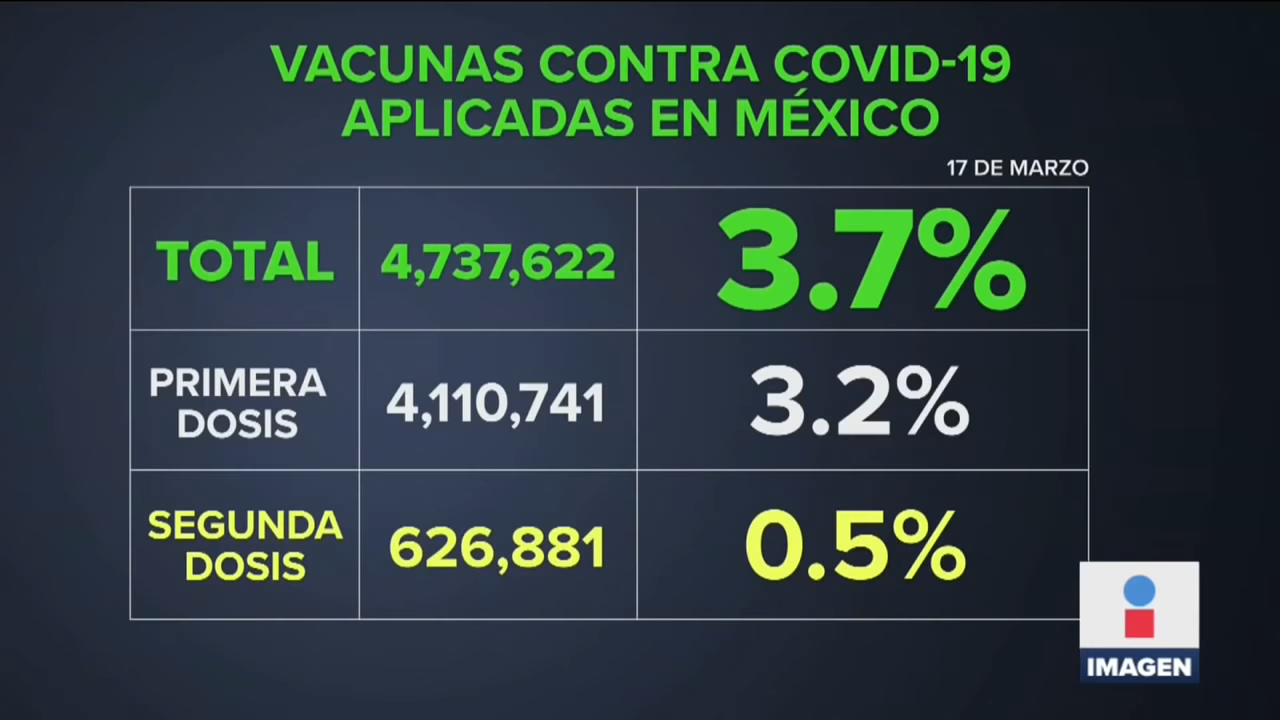 VACUNAS CONTRA COVID-19
APLICADAS EN MÉXICO
17 DE MARZO
TOTAL 4,737,622 3.7%
PRIMERA
DOSIS 4,110,741 3.2%
SEGUNDA
DOSIS 626,881 0.5%
IMAGEN